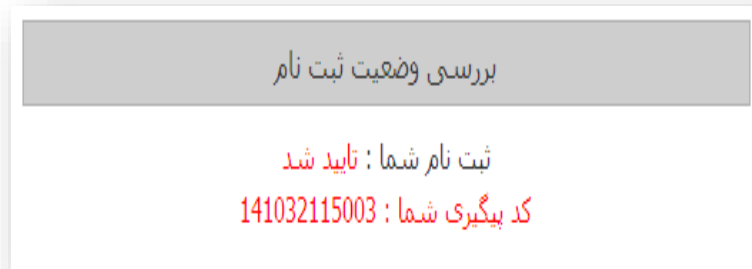 بررسی وضعیت ثبت نام
ثبت نام شما : تایید شد
کد پیگیری شما : 141032115003